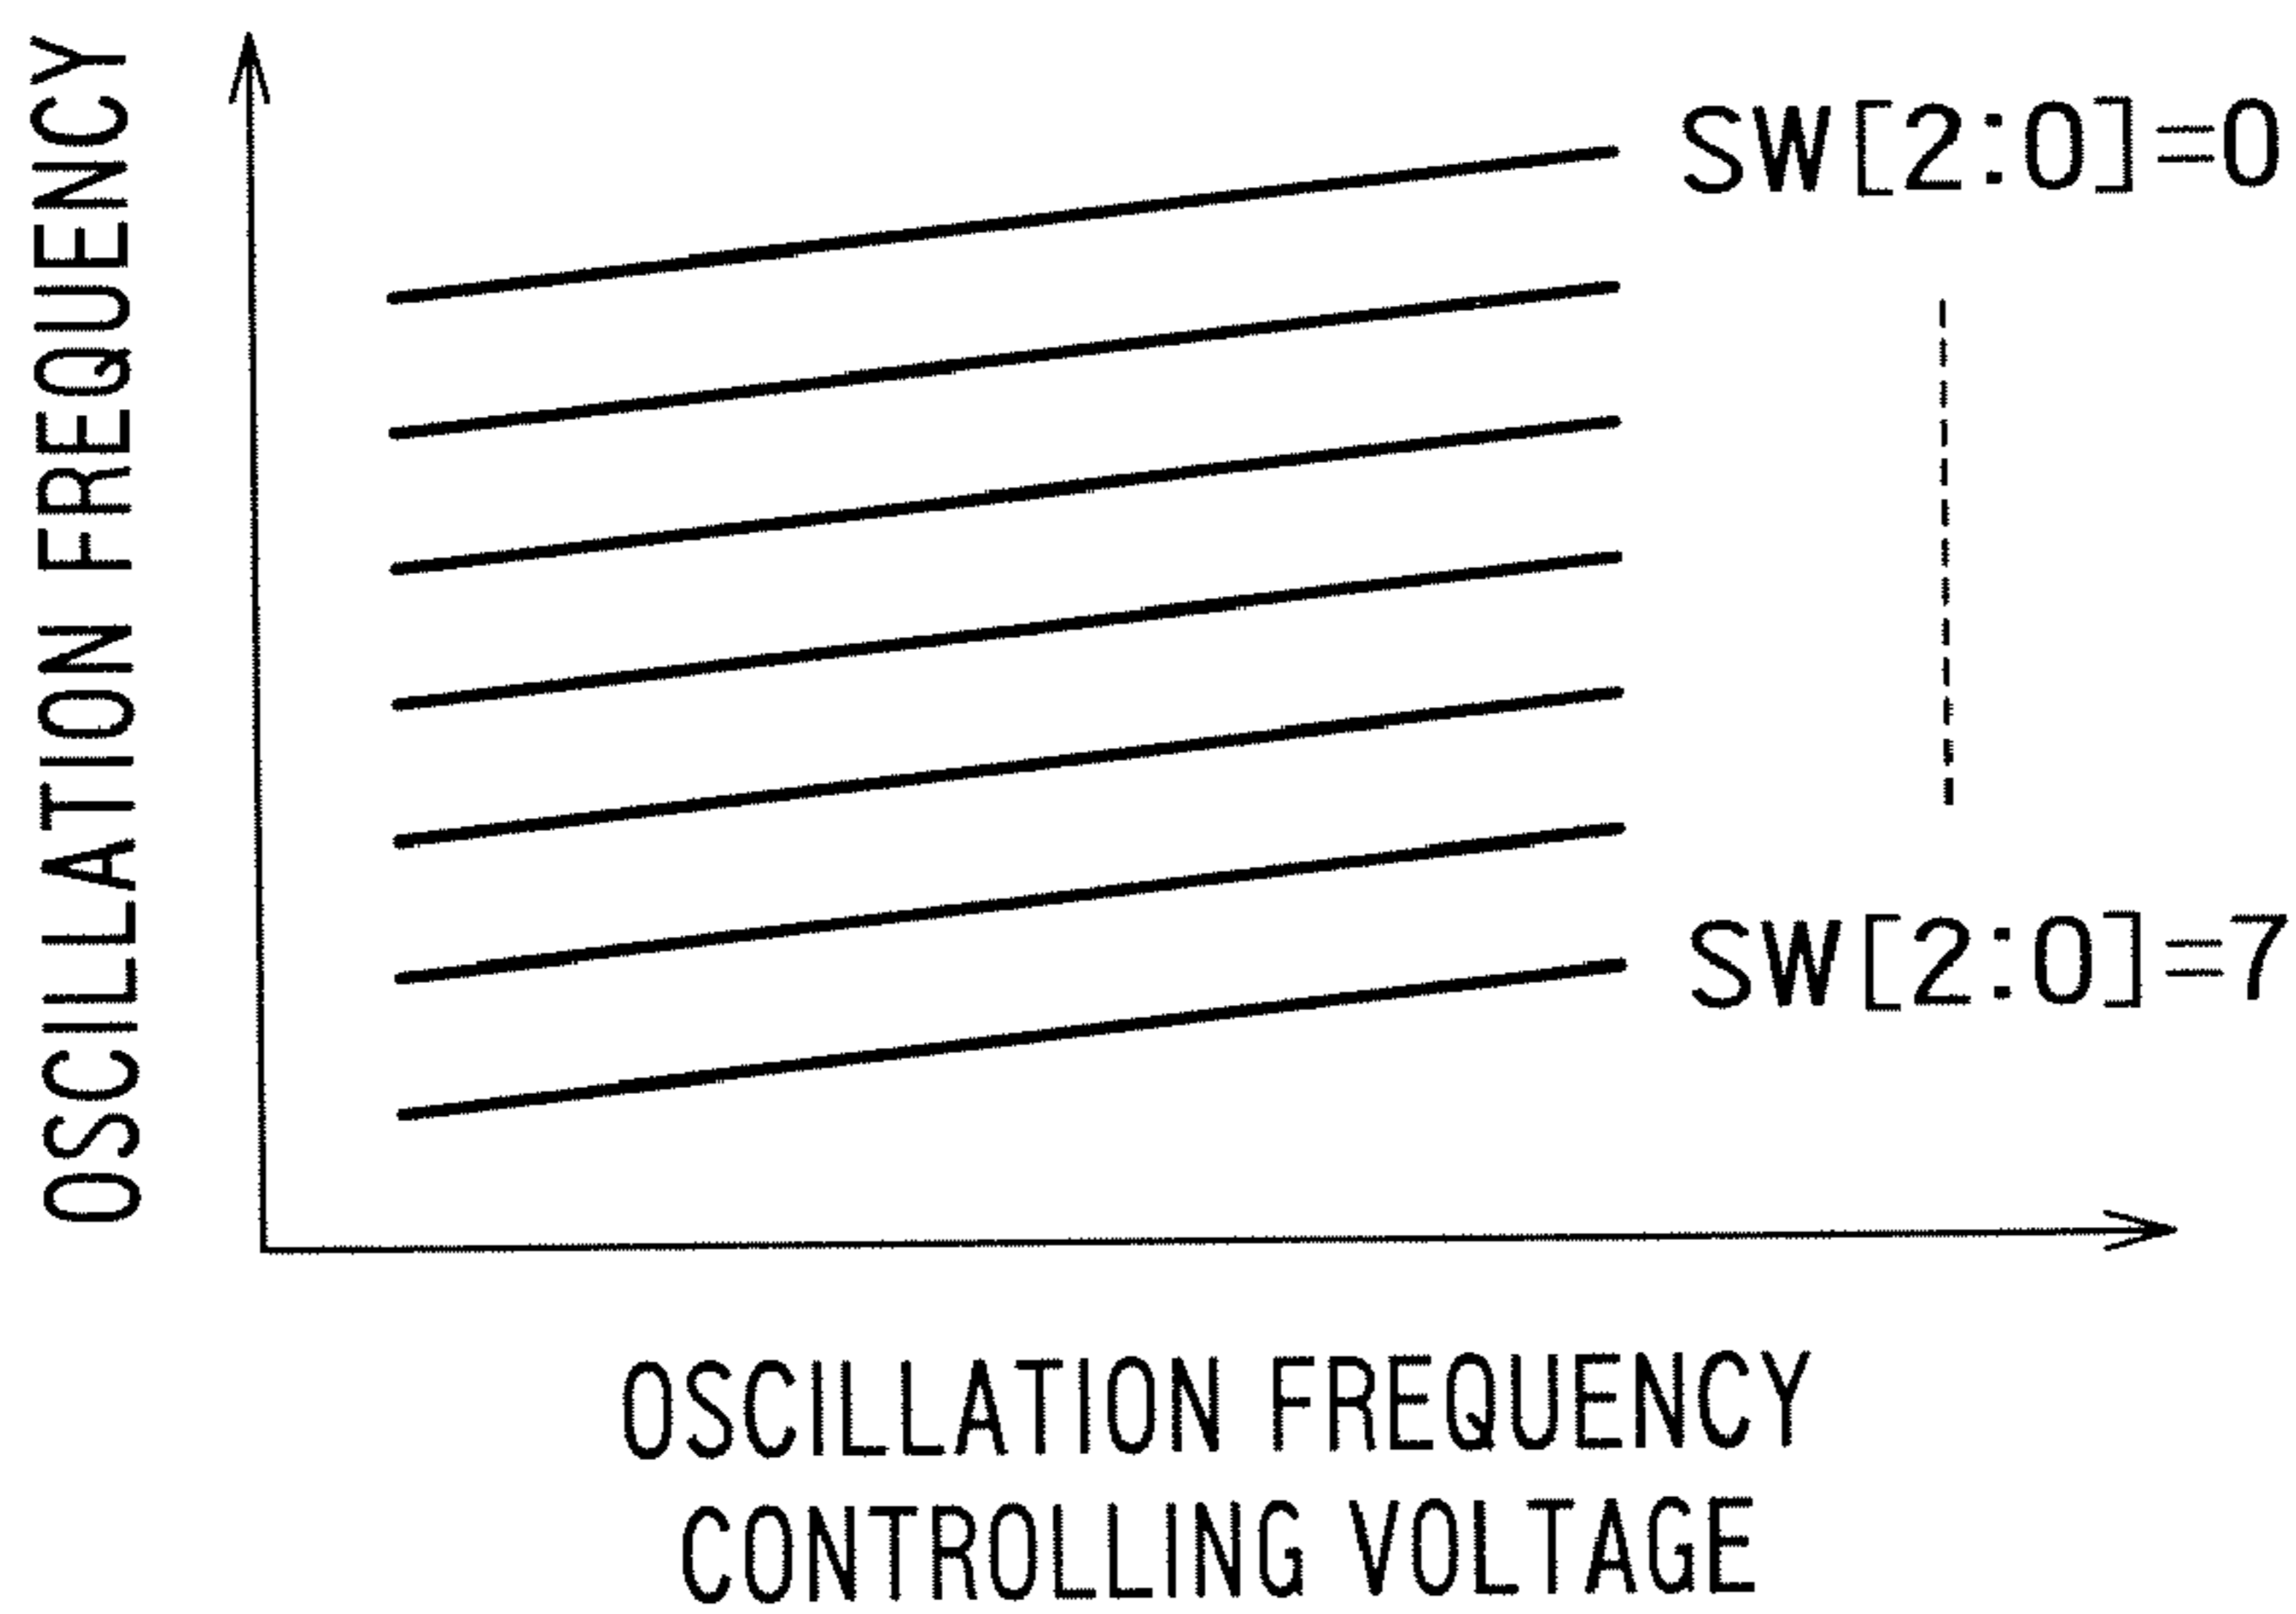 OSCILLATION FREQUENCY
SW[2:0]=0
SW[2:0]=7
OSCILLATION FREQUENCY
CONTROLLING VOLTAGE